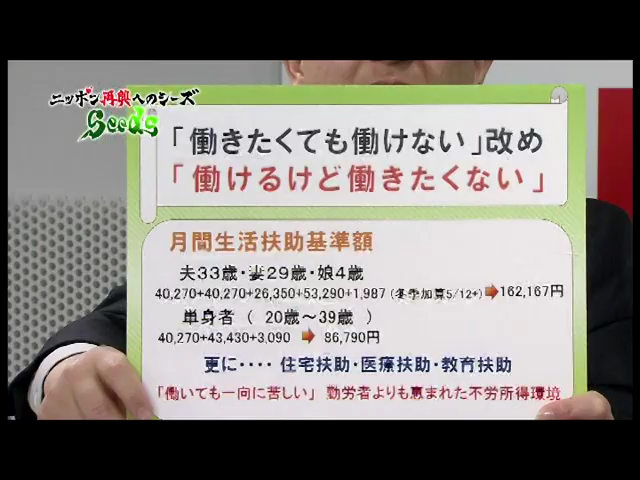 ニッポン再興へのシーズ
Seeds
「働きたくても働けない」改め
「働けるけど働きたくない」
月間生活扶助基準額
夫33歳・妻29歳・娘4歳
40,270+40,270+26,350+53,290+1,987 (冬季加算5/12+) ➡162,167円
単身者 ( 20歳～39歳 )
40,270+43,430+3,090 ➡ 86,790円
更に・・・・ 住宅扶助・医療扶助・教育扶助
「働いても一向に苦しい」 勤労者よりも恵まれた不労所得環境